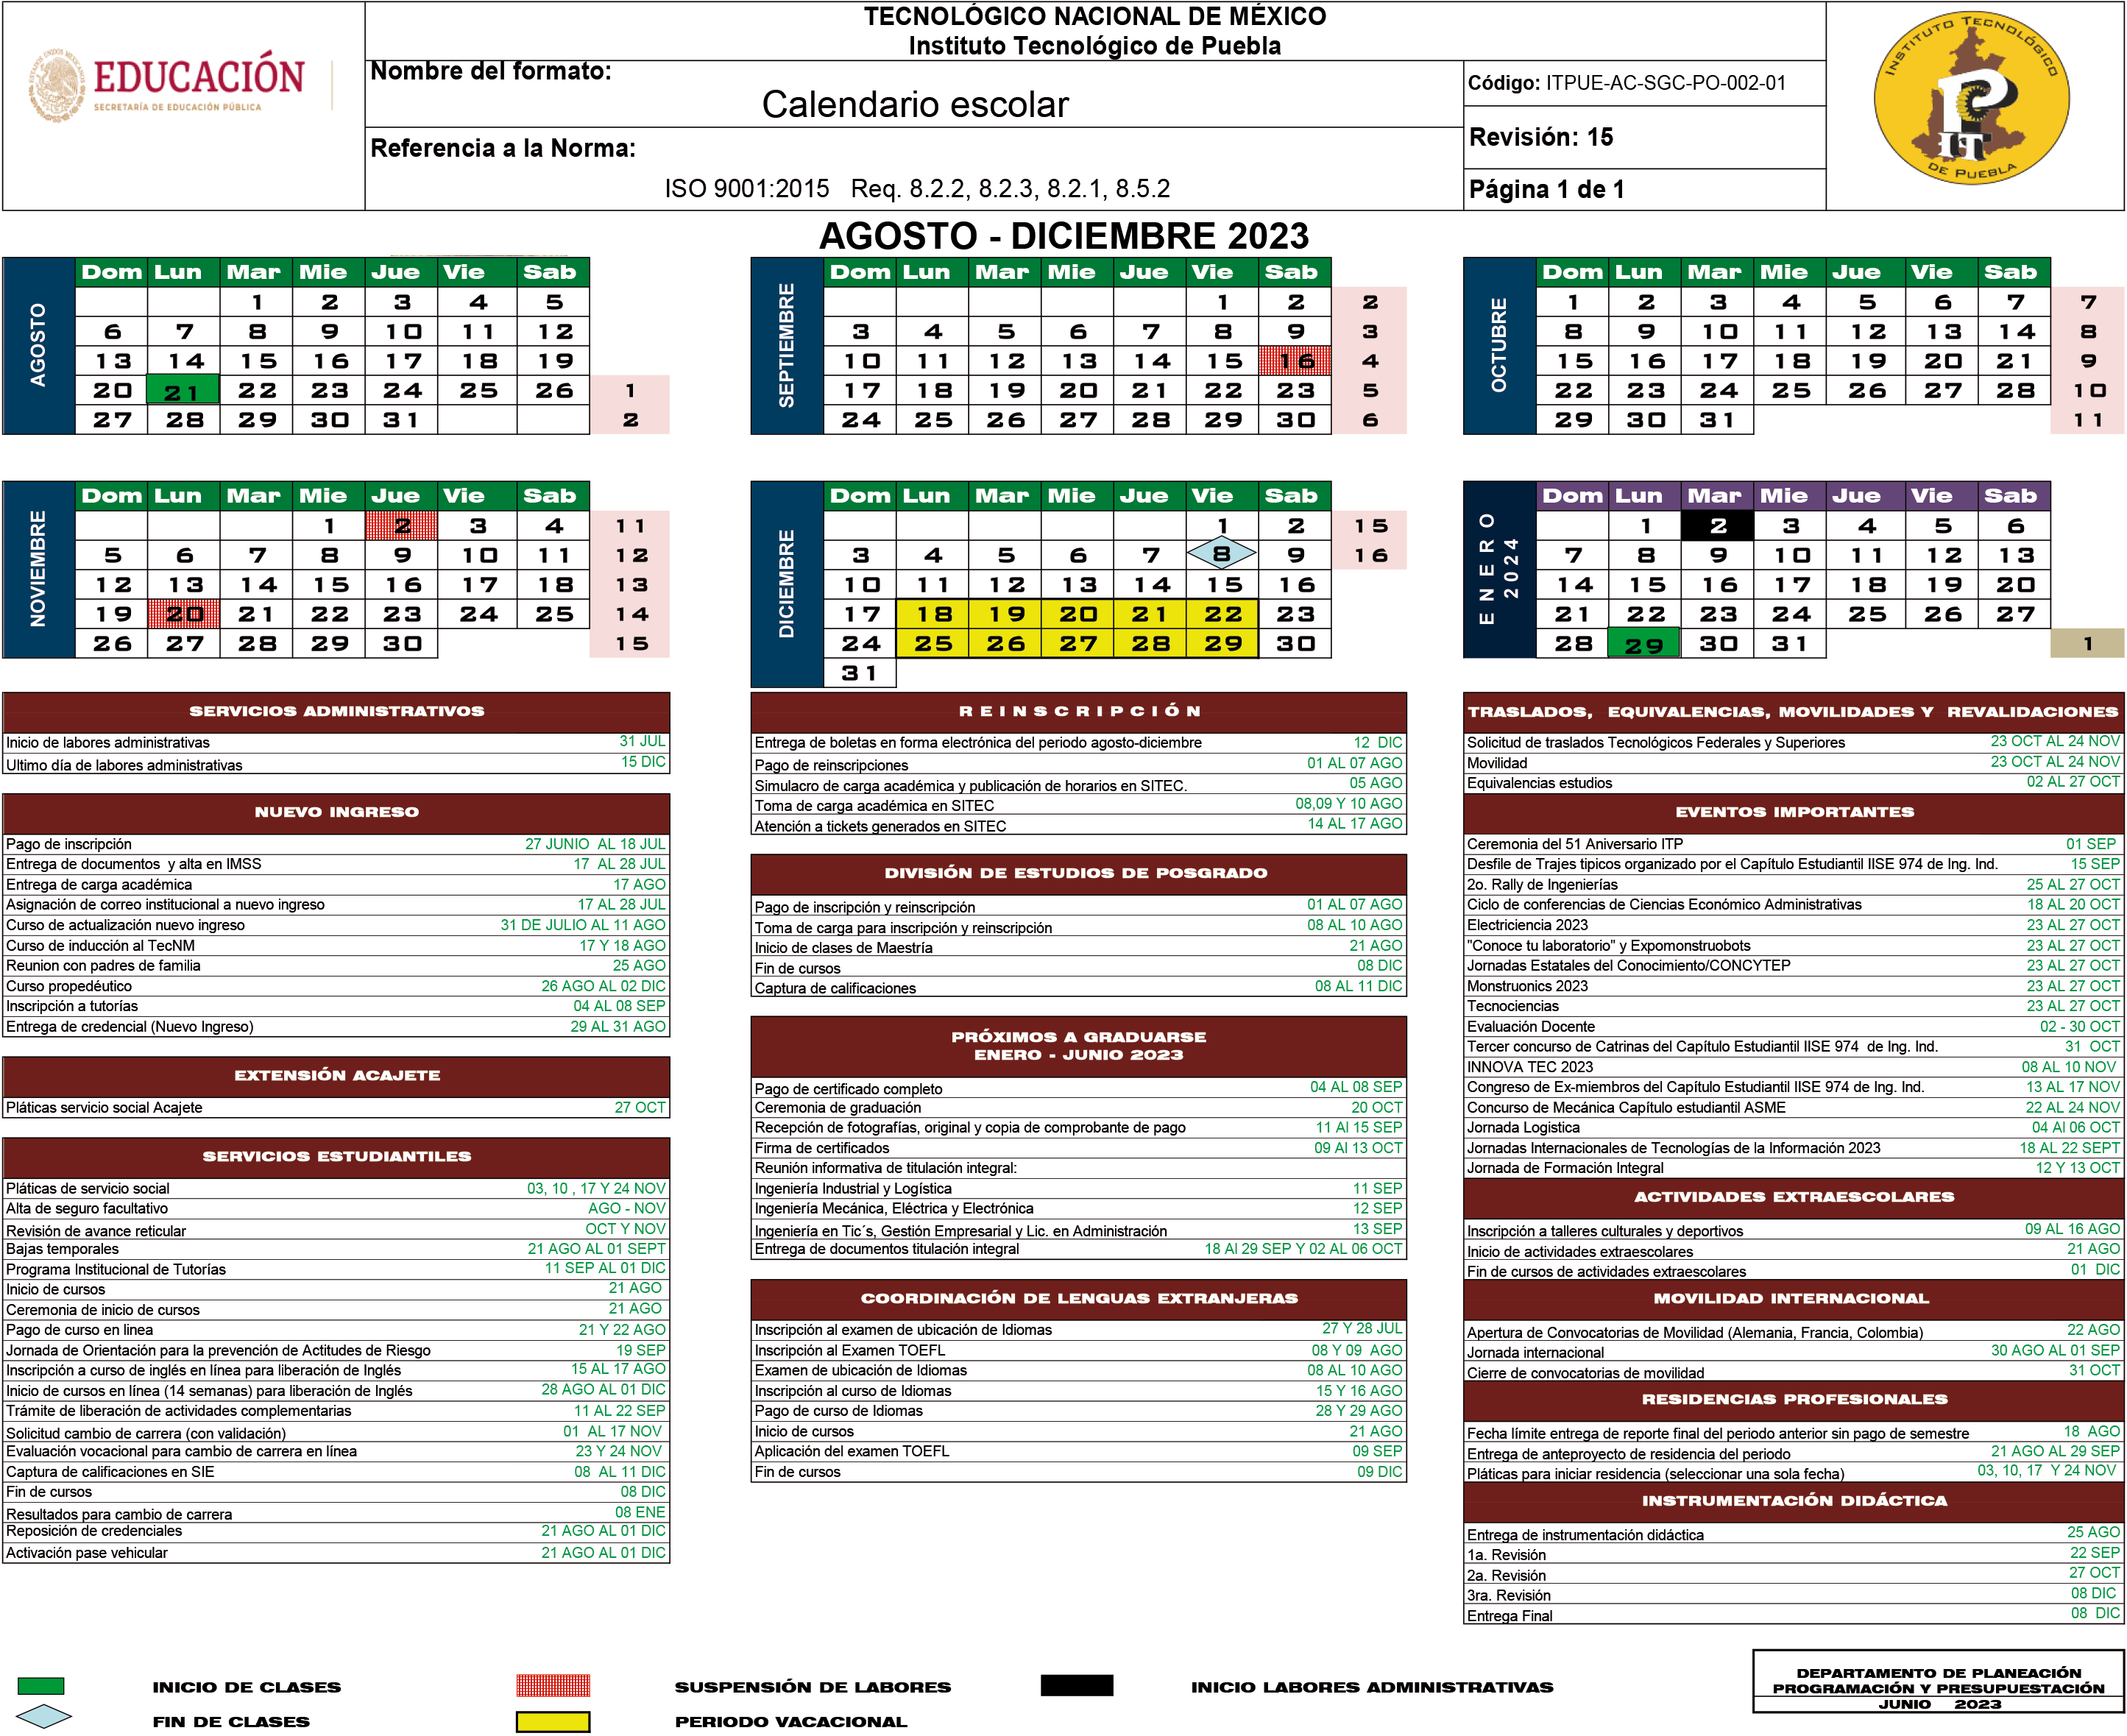 TECNOLÓGICO NACIONAL DE MÉXICO
Instituto Tecnológico de Puebla
EDUCACIÓN
SECRETARÍA DE EDUCACIÓN PÚBLICA
Nombre del formato:
Calendario escolar
Referencia a la Norma:
ISO 9001:2015 Req. 8.2.2, 8.2.3, 8.2.1, 8.5.2
Código: ITPUE-AC-SGC-PO-002-01
Revisión: 15
Página 1 de 1
INSTITUTO TECNOLÓGICO
P
IT
DE PUEBLA
AGOSTO - DICIEMBRE 2023
AGOSTO
Dom Lun Mar Mie Jue Vie Sab
1 2 3 4 5
6 7 8 9 10 11 12
13 14 15 16 17 18 19
20 21 22 23 24 25 26 1
27 28 29 30 31 2
SEPTIEMBRE
Dom Lun Mar Mie Jue Vie Sab
1 2 2
3 4 5 6 7 8 9 3
10 11 12 13 14 15 16 4
17 18 19 20 21 22 23 5
24 25 26 27 28 29 30 6
OCTUBRE
Dom Lun Mar Mie Jue Vie Sab
1 2 3 4 5 6 7 7
8 9 10 11 12 13 14 8
15 16 17 18 19 20 21 9
22 23 24 25 26 27 28 10
29 30 31 11
NOVIEMBRE
Dom Lun Mar Mie Jue Vie Sab
1 2 3 4 11
5 6 7 8 9 10 11 12
12 13 14 15 16 17 18 13
19 20 21 22 23 24 25 14
26 27 28 29 30 15
DICIEMBRE
Dom Lun Mar Mie Jue Vie Sab
1 2 15
3 4 5 6 7 8 9 16
10 11 12 13 14 15 16
17 18 19 20 21 22 23
24 25 26 27 28 29 30
31
ENERO
2024
Dom Lun Mar Mie Jue Vie Sab
1 2 3 4 5 6
7 8 9 10 11 12 13
14 15 16 17 18 19 20
21 22 23 24 25 26 27
28 29 30 31 1
SERVICIOS ADMINISTRATIVOS
Inicio de labores administrativas 31 JUL
Ultimo día de labores administrativas 15 DIC
NUEVO INGRESO
Pago de inscripción 27 JUNIO AL 18 JUL
Entrega de documentos y alta en IMSS 17 AL 28 JUL
Entrega de carga académica 17 AGO
Asignación de correo institucional a nuevo ingreso 17 AL 28 JUL
Curso de actualización nuevo ingreso 31 DE JULIO AL 11 AGO
Curso de inducción al TecNM 17 Y 18 AGO
Reunion con padres de familia 25 AGO
Curso propedéutico 26 AGO AL 02 DIC
Inscripción a tutorías 04 AL 08 SEP
Entrega de credencial (Nuevo Ingreso) 29 AL 31 AGO
EXTENSIÓN ACAJETE
Pláticas servicio social Acajete 27 OCT
SERVICIOS ESTUDIANTILES
Pláticas de servicio social 03, 10 , 17 Y 24 NOV
Alta de seguro facultativo AGO - NOV
Revisión de avance reticular OCT Y NOV
Bajas temporales 21 AGO AL 01 SEPT
Programa Institucional de Tutorías 11 SEP AL 01 DIC
Inicio de cursos 21 AGO
Ceremonia de inicio de cursos 21 AGO
Pago de curso en linea 21 Y 22 AGO
Jornada de Orientación para la prevención de Actitudes de Riesgo 19 SEP
Inscripción a curso de inglés en línea para liberación de Inglés 15 AL 17 AGO
Inicio de cursos en línea (14 semanas) para liberación de Inglés 28 AGO AL 01 DIC
Trámite de liberación de actividades complementarias 11 AL 22 SEP
Solicitud cambio de carrera (con validación) 01 AL 17 NOV
Evaluación vocacional para cambio de carrera en línea 23 Y 24 NOV
Captura de calificaciones en SIE 08 AL 11 DIC
Fin de cursos 08 DIC
Resultados para cambio de carrera 08 ENE
Reposición de credenciales 21 AGO AL 01 DIC
Activación pase vehicular 21 AGO AL 01 DIC
REINSCRIPCIÓN
Entrega de boletas en forma electrónica del periodo agosto-diciembre 12 DIC
Pago de reinscripciones 01 AL 07 AGO
Simulacro de carga académica y publicación de horarios en SITEC. 05 AGO
Toma de carga académica en SITEC 08,09 Y 10 AGO
Atención a tickets generados en SITEC 14 AL 17 AGO
DIVISIÓN DE ESTUDIOS DE POSGRADO
Pago de inscripción y reinscripción 01 AL 07 AGO
Toma de carga para inscripción y reinscripción 08 AL 10 AGO
Inicio de clases de Maestría 21 AGO
Fin de cursos 08 DIC
Captura de calificaciones 08 AL 11 DIC
PRÓXIMOS A GRADUARSE
ENERO - JUNIO 2023
Pago de certificado completo 04 AL 08 SEP
Ceremonia de graduación 20 OCT
Recepción de fotografías, original y copia de comprobante de pago 11 Al 15 SEP
Firma de certificados 09 Al 13 OCT
Reunión informativa de titulación integral:
Ingeniería Industrial y Logística 11 SEP
Ingeniería Mecánica, Eléctrica y Electrónica 12 SEP
Ingeniería en Tic´s, Gestión Empresarial y Lic. en Administración 13 SEP
Entrega de documentos titulación integral 18 Al 29 SEP Y 02 AL 06 OCT
COORDINACIÓN DE LENGUAS EXTRANJERAS
Inscripción al examen de ubicación de Idiomas 27 Y 28 JUL
Inscripción al Examen TOEFL 08 Y 09 AGO
Examen de ubicación de Idiomas 08 AL 10 AGO
Inscripción al curso de Idiomas 15 Y 16 AGO
Pago de curso de Idiomas 28 Y 29 AGO
Inicio de cursos 21 AGO
Aplicación del examen TOEFL 09 SEP
Fin de cursos 09 DIC
TRASLADOS, EQUIVALENCIAS, MOVILIDADES Y REVALIDACIONES
Solicitud de traslados Tecnológicos Federales y Superiores 23 OCT AL 24 NOV
Movilidad 23 OCT AL 24 NOV
Equivalencias estudios 02 AL 27 OCT
EVENTOS IMPORTANTES
Ceremonia del 51 Aniversario ITP 01 SEP
Desfile de Trajes tipicos organizado por el Capítulo Estudiantil IISE 974 de Ing. Ind. 15 SEP
2o. Rally de Ingenierías 25 AL 27 OCT
Ciclo de conferencias de Ciencias Económico Administrativas 18 AL 20 OCT
Electriciencia 2023 23 AL 27 OCT
"Conoce tu laboratorio" y Expomonstruobots 23 AL 27 OCT
Jornadas Estatales del Conocimiento/CONCYTEP 23 AL 27 OCT
Monstruonics 2023 23 AL 27 OCT
Tecnociencias 23 AL 27 OCT
Evaluación Docente 02 - 30 OCT
Tercer concurso de Catrinas del Capítulo Estudiantil IISE 974 de Ing. Ind. 31 OCT
INNOVA TEC 2023 08 AL 10 NOV
Congreso de Ex-miembros del Capítulo Estudiantil IISE 974 de Ing. Ind. 13 AL 17 NOV
Concurso de Mecánica Capítulo estudiantil ASME 22 AL 24 NOV
Jornada Logistica 04 Al 06 OCT
Jornadas Internacionales de Tecnologías de la Información 2023 18 AL 22 SEPT
Jornada de Formación Integral 12 Y 13 OCT
ACTIVIDADES EXTRAESCOLARES
Inscripción a talleres culturales y deportivos 09 AL 16 AGO
Inicio de actividades extraescolares 21 AGO
Fin de cursos de actividades extraescolares 01 DIC
MOVILIDAD INTERNACIONAL
Apertura de Convocatorias de Movilidad (Alemania, Francia, Colombia) 22 AGO
Jornada internacional 30 AGO AL 01 SEP
Cierre de convocatorias de movilidad 31 OCT
RESIDENCIAS PROFESIONALES
Fecha límite entrega de reporte final del periodo anterior sin pago de semestre 18 AGO
Entrega de anteproyecto de residencia del periodo 21 AGO AL 29 SEP
Pláticas para iniciar residencia (seleccionar una sola fecha) 03, 10, 17 Y 24 NOV
INSTRUMENTACIÓN DIDÁCTICA
Entrega de instrumentación didáctica 25 AGO
1a. Revisión 22 SEP
2a. Revisión 27 OCT
3ra. Revisión 08 DIC
Entrega Final 08 DIC
INICIO DE CLASES
SUSPENSIÓN DE LABORES
INICIO LABORES ADMINISTRATIVAS
FIN DE CLASES
PERIODO VACACIONAL
DEPARTAMENTO DE PLANEACIÓN
PROGRAMACIÓN Y PRESUPUESTACIÓN
JUNIO 2023